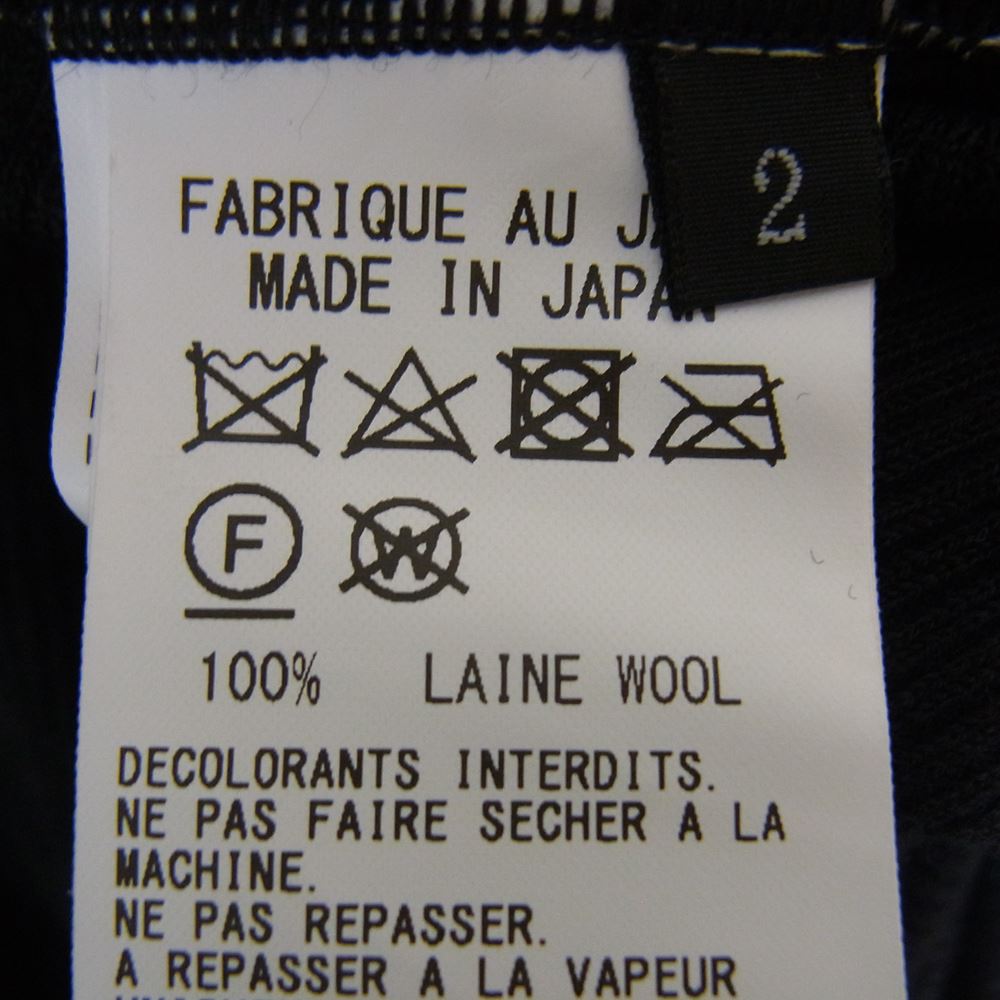 2
FABRIQUE AU
MADE IN JAPAN
F
W
100% LAINE WOOL
DECOLORANTS INTERDITS.
NE PAS FAIRE SECHER A LA
MACHINE.
NE PAS REPASSER.
A REPASSER A LA VAPEUR